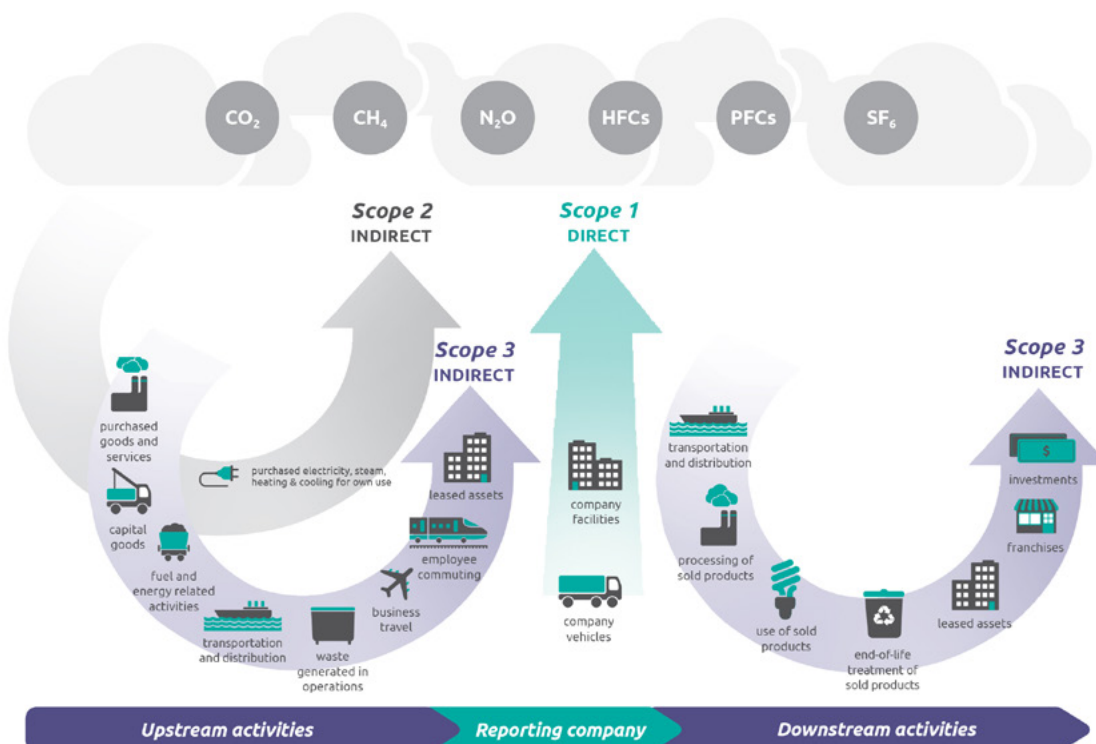 CO₂
CH₄
N₂O
HFCs
PFCs
SF₆
Scope 2
INDIRECT
Scope 1
DIRECT
Scope 3
INDIRECT
Scope 3
INDIRECT
purchased
goods and
services
capital
goods
fuel and
energy related
activities
transportation
and distribution
waste
generated in
operations
business
travel
employee
commuting
leased assets
purchased electricity, steam,
heating & cooling for own use
company
facilities
company
vehicles
transportation
and distribution
processing of
sold products
use of sold
products
end-of-life
treatment of
sold products
leased assets
franchises
investments
$
Upstream activities
Reporting company
Downstream activities